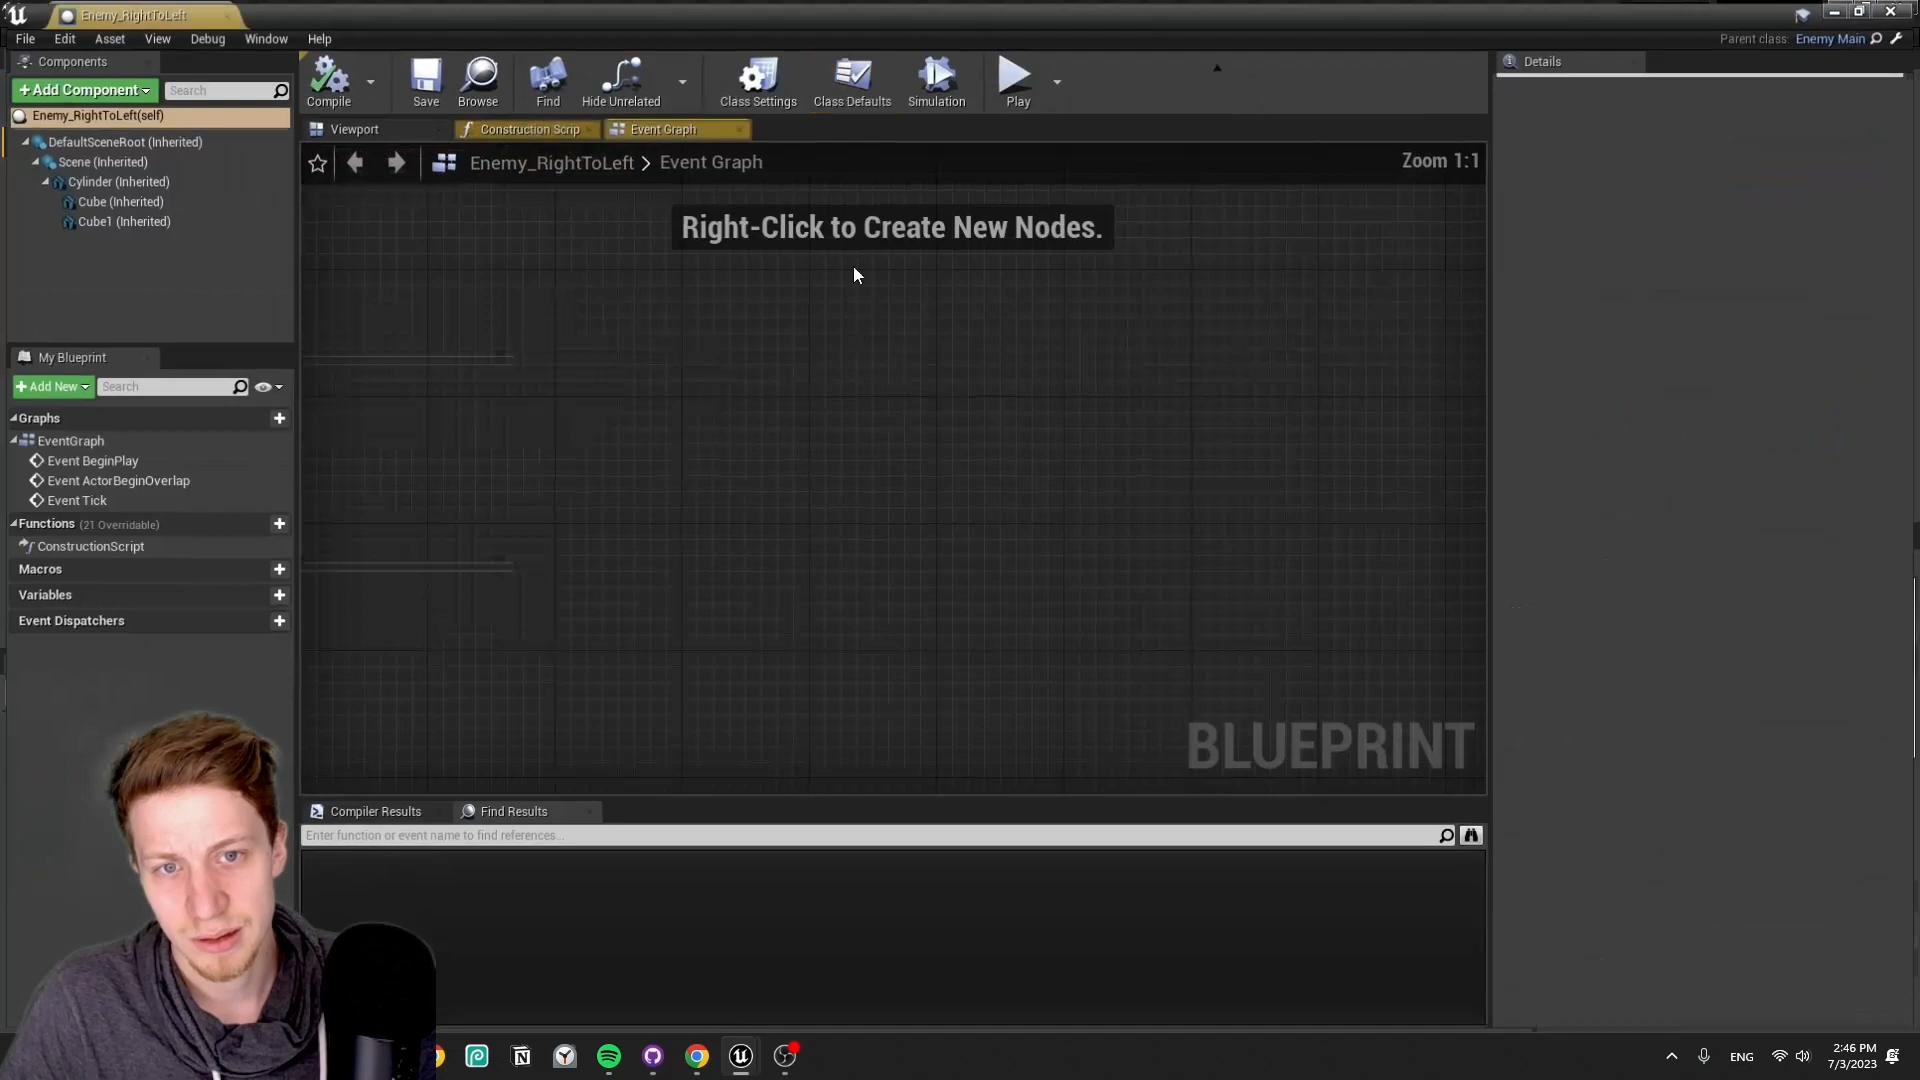 Enemy_RightToLeft
File Edit Asset View Debug Window Help
Parent class: Enemy Main
Components
+Add Component
Search
Enemy_RightToLeft(self)
DefaultSceneRoot (Inherited)
Scene (Inherited)
Cylinder (Inherited)
Cube (Inherited)
Cube1 (Inherited)
Compile
Save
Browse
Find
Hide Unrelated
Class Settings
Class Defaults
Simulation
Play
Details
Viewport
Construction Scrip
Event Graph
Enemy_RightToLeft > Event Graph
Zoom 1:1
Right-Click to Create New Nodes.
BLUEPRINT
My Blueprint
+Add New
Search
Graphs
EventGraph
Event BeginPlay
Event ActorBeginOverlap
Event Tick
Functions (21 Overridable)
ConstructionScript
Macros
Variables
Event Dispatchers
Compiler Results
Find Results
Enter function or event name to find references...
ENG
2:46 PM
7/3/2023